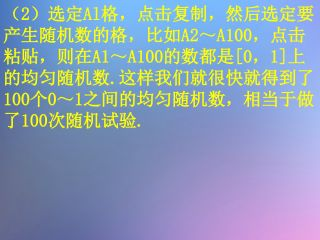 （2）选定A1格，点击复制，然后选定要
产生随机数的格，比如A2～A100，点击
粘贴，则在A1～A100的数都是[0，1]上
的均匀随机数.这样我们就很快就得到了
100个0～1之间的均匀随机数，相当于做
了100次随机试验.